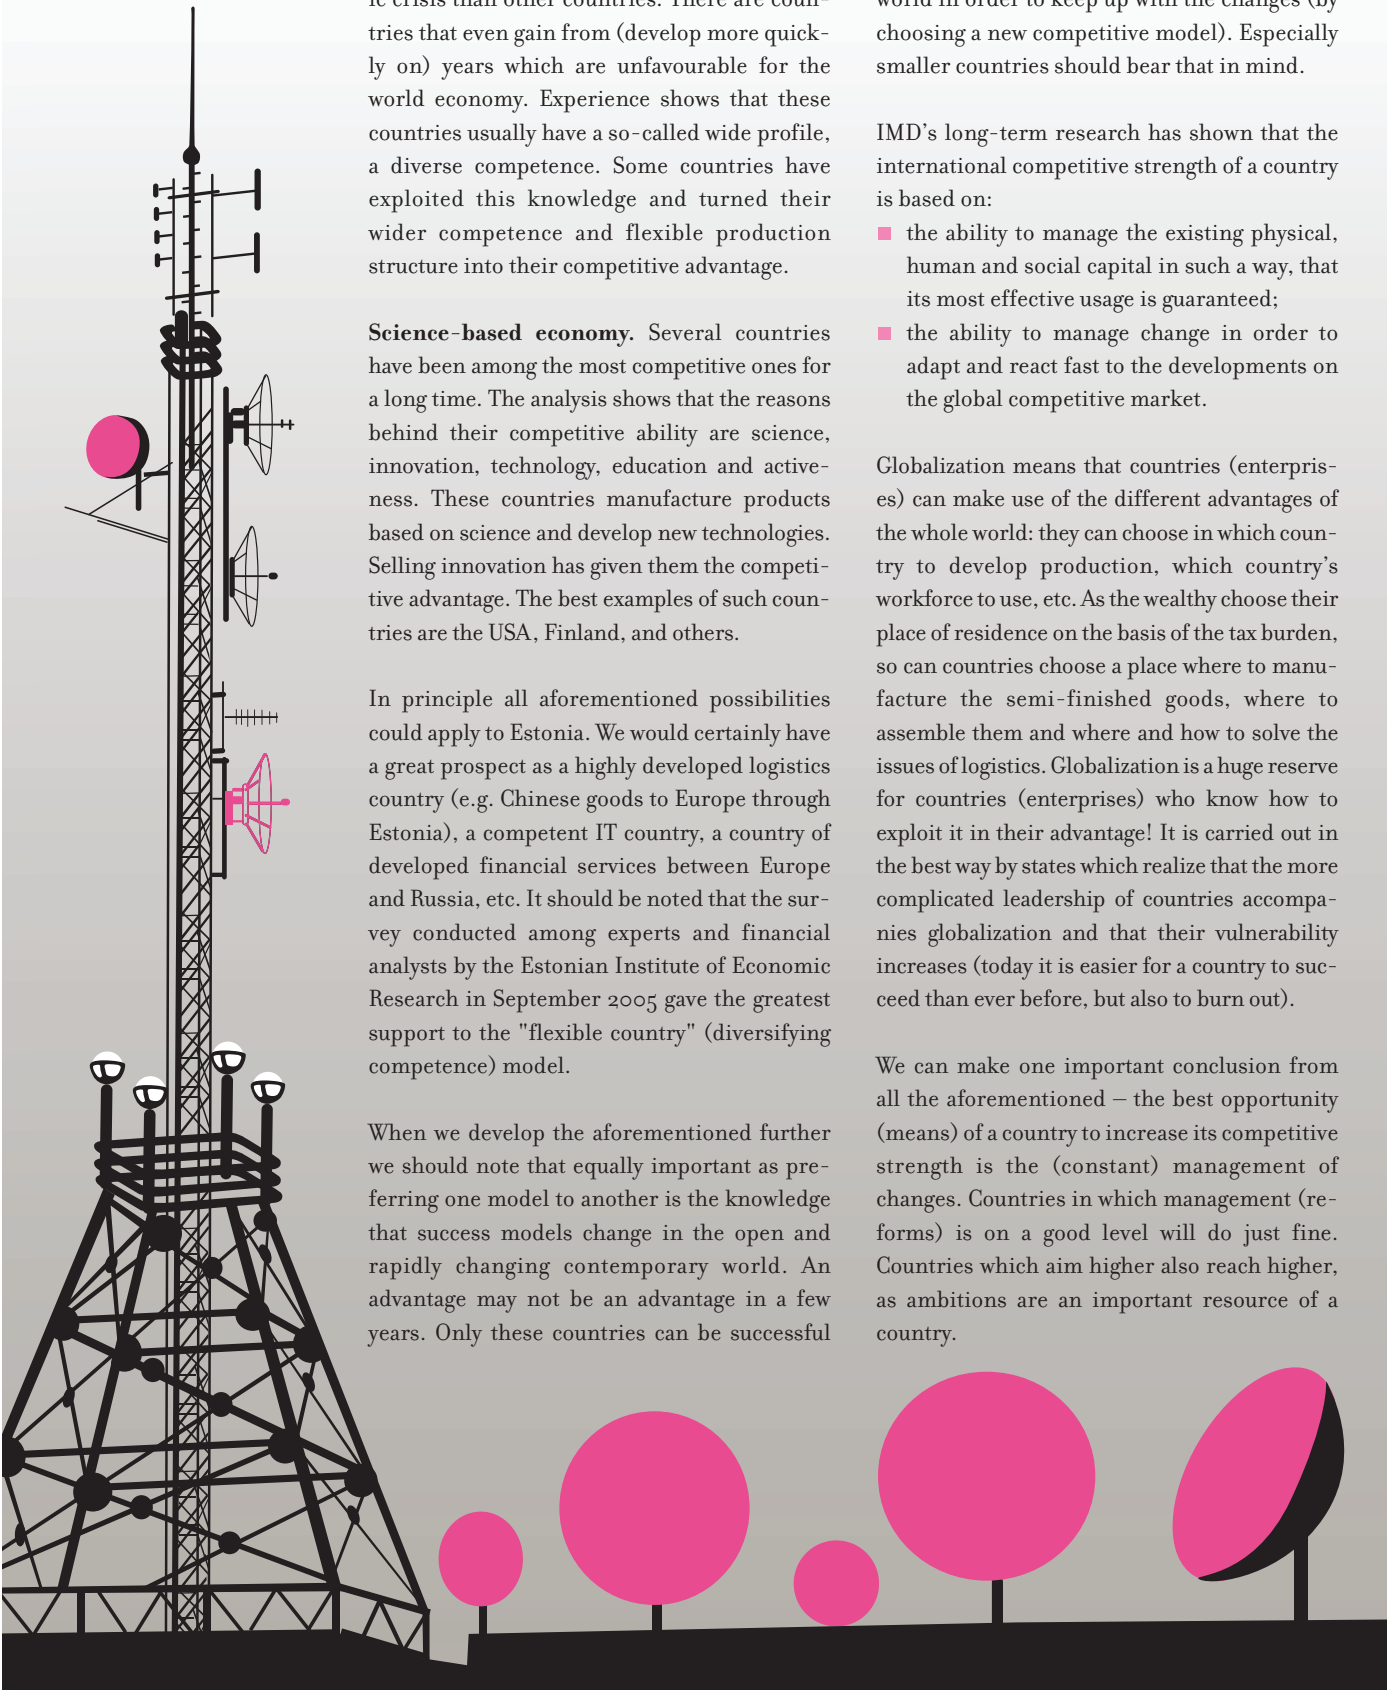 ic crisis than other countries. There are coun-
tries that even gain from (develop more quick-
ly on) years which are unfavourable for the
world economy. Experience shows that these
countries usually have a so-called wide profile,
a diverse competence. Some countries have
exploited this knowledge and turned their
wider competence and flexible production
structure into their competitive advantage.
Science-based economy. Several countries
have been among the most competitive ones for
a long time. The analysis shows that the reasons
behind their competitive ability are science,
innovation, technology, education and active-
ness. These countries manufacture products
based on science and develop new technologies.
Selling innovation has given them the competi-
tive advantage. The best examples of such coun-
tries are the USA, Finland, and others.
In principle all aforementioned possibilities
could apply to Estonia. We would certainly have
a great prospect as a highly developed logistics
country (e.g. Chinese goods to Europe through
Estonia), a competent IT country, a country of
developed financial services between Europe
and Russia, etc. It should be noted that the sur-
vey conducted among experts and financial
analysts by the Estonian Institute of Economic
Research in September 2005 gave the greatest
support to the "flexible country" (diversifying
competence) model.
When we develop the aforementioned further
we should note that equally important as pre-
ferring one model to another is the knowledge
that success models change in the open and
rapidly changing contemporary world. An
advantage may not be an advantage in a few
years. Only these countries can be successful
world in order to keep up with the changes (by
choosing a new competitive model). Especially
smaller countries should bear that in mind.
IMD's long-term research has shown that the
international competitive strength of a country
is based on:
the ability to manage the existing physical,
human and social capital in such a way, that
its most effective usage is guaranteed;
the ability to manage change in order to
adapt and react fast to the developments on
the global competitive market.
Globalization means that countries (enterpris-
es) can make use of the different advantages of
the whole world: they can choose in which coun-
try to develop production, which country's
workforce to use, etc. As the wealthy choose their
place of residence on the basis of the tax burden,
so can countries choose a place where to manu-
facture the semi-finished goods, where to
assemble them and where and how to solve the
issues of logistics. Globalization is a huge reserve
for countries (enterprises) who know how to
exploit it in their advantage! It is carried out in
the best way by states which realize that the more
complicated leadership of countries accompa-
nies globalization and that their vulnerability
increases (today it is easier for a country to suc-
ceed than ever before, but also to burn out).
We can make one important conclusion from
all the aforementioned – the best opportunity
(means) of a country to increase its competitive
strength is the (constant) management of
changes. Countries in which management (re-
forms) is on a good level will do just fine.
Countries which aim higher also reach higher,
as ambitions are an important resource of a
country.